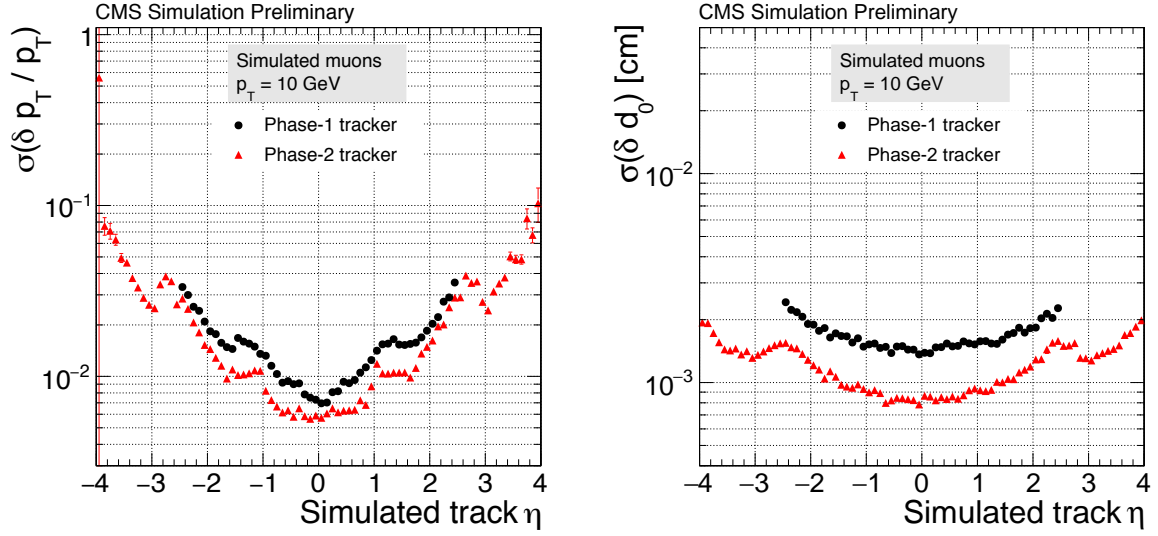 CMS Simulation Preliminary
σ(δ p_T / p_T)
1
10^{-1}
10^{-2}
Simulated muons
p_T = 10 GeV
Phase-1 tracker
Phase-2 tracker
−4 −3 −2 −1 0 1 2 3 4
Simulated track η
CMS Simulation Preliminary
σ(δ d_0) [cm]
10^{-2}
10^{-3}
Simulated muons
p_T = 10 GeV
Phase-1 tracker
Phase-2 tracker
−4 −3 −2 −1 0 1 2 3 4
Simulated track η